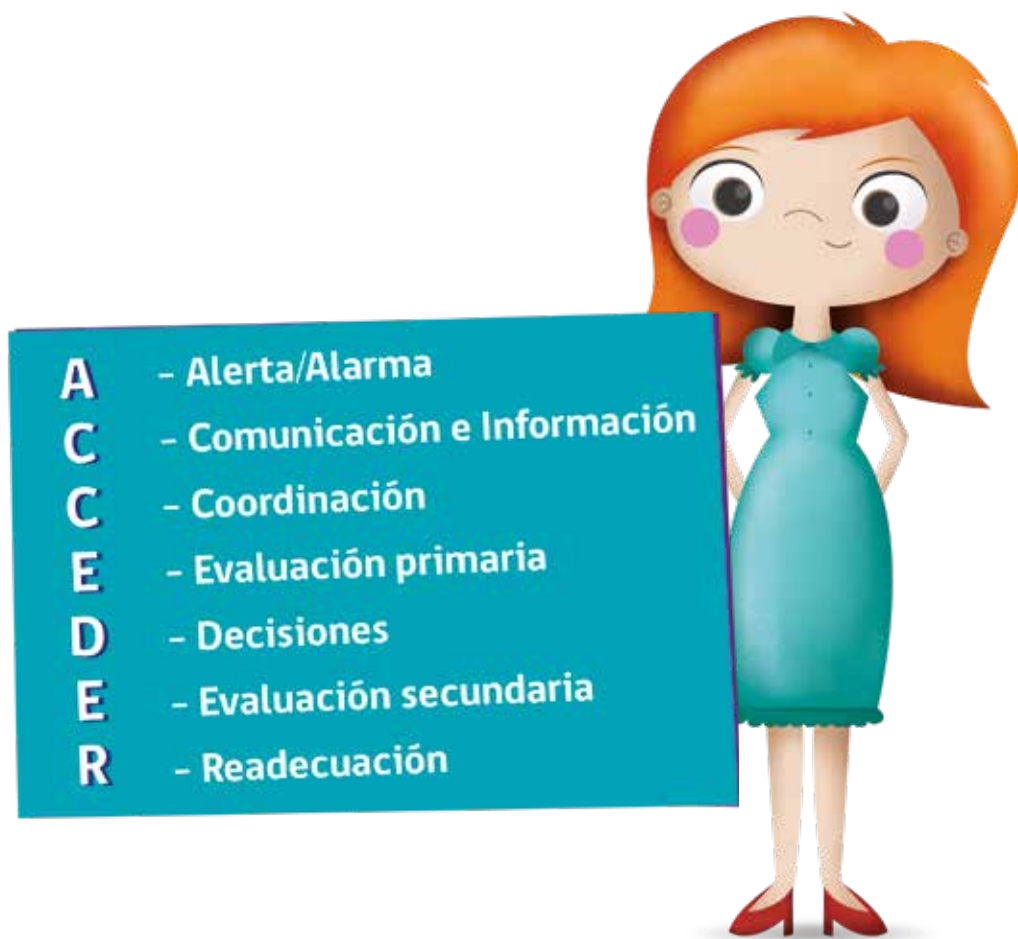 A - Alerta/Alarma
C - Comunicación e Información
C - Coordinación
E - Evaluación primaria
D - Decisiones
E - Evaluación secundaria
R - Readecuación